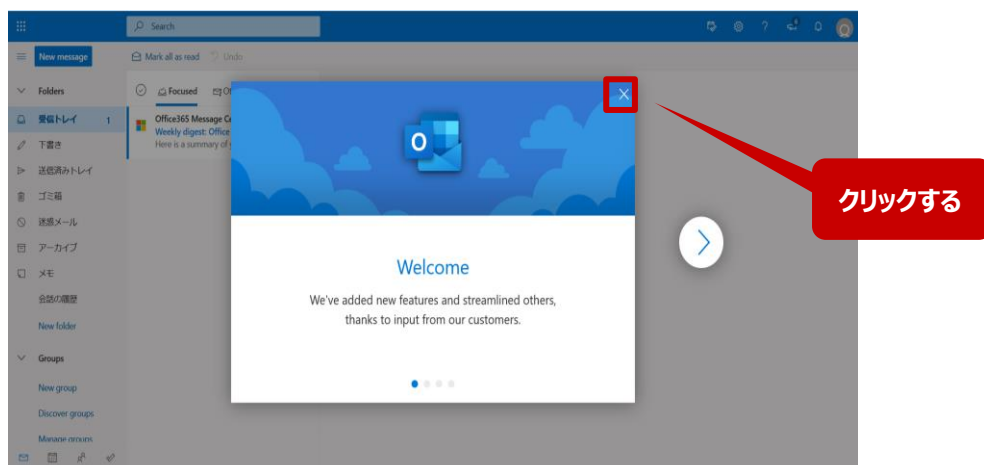 Search
New message
Mark all as read
Undo
Folders
Focused
受信トレイ 1
Office365 Message
Weekly digest: Office
Here is a summary of
下書き
送信済みトレイ
ゴミ箱
迷惑メール
アーカイブ
メモ
会話の履歴
New folder
Groups
New group
Discover groups
Manage groups
O
Welcome
We've added new features and streamlined others,
thanks to input from our customers.
クリックする